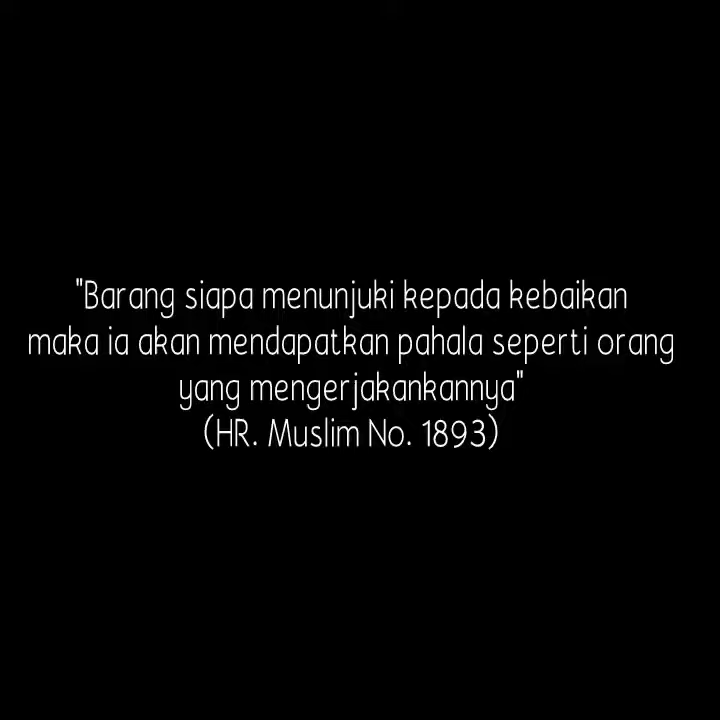 "Barang siapa menunjuki kepada kebaikan
maka ia akan mendapatkan pahala seperti orang
yang mengerjakankannya"
(HR. Muslim No. 1893)